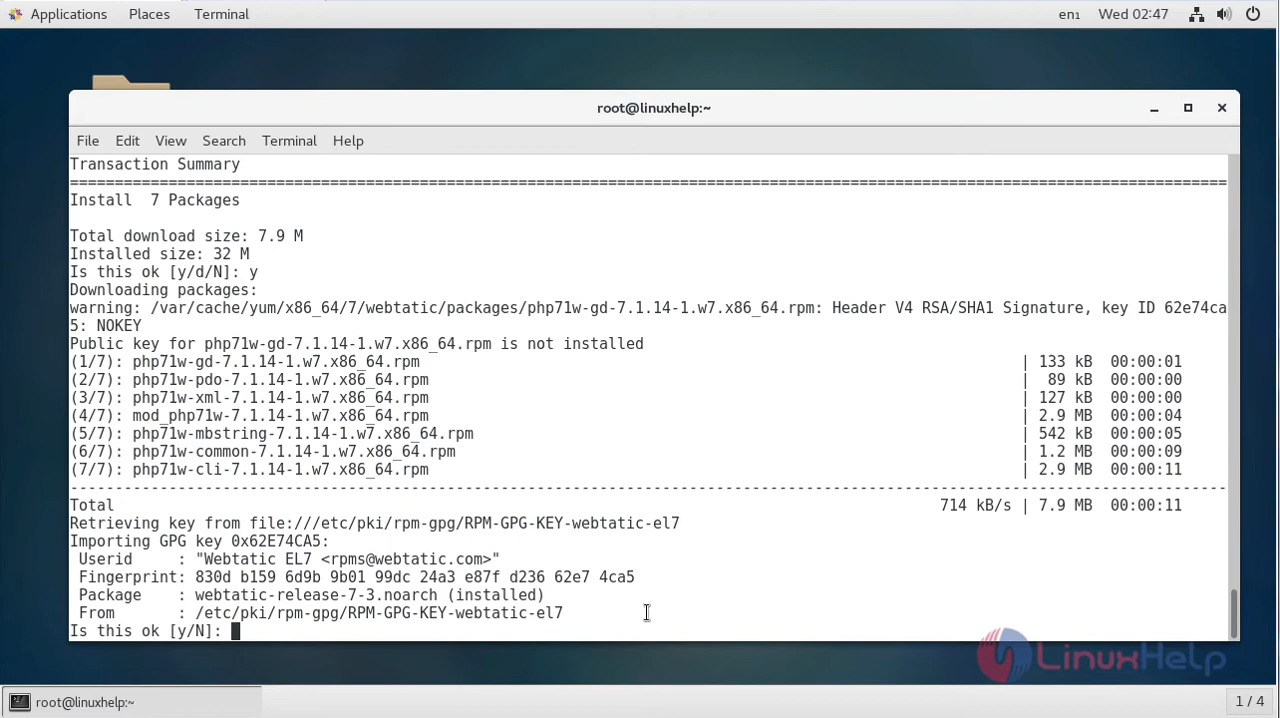 Applications Places Terminal en1 Wed 02:47
root@linuxhelp:~
File Edit View Search Terminal Help
Transaction Summary
================================================================================================================================
Install  7 Packages
Total download size: 7.9 M
Installed size: 32 M
Is this ok [y/d/N]: y
Downloading packages:
warning: /var/cache/yum/x86_64/7/webtatic/packages/php71w-gd-7.1.14-1.w7.x86_64.rpm: Header V4 RSA/SHA1 Signature, key ID 62e74ca
5: NOKEY
Public key for php71w-gd-7.1.14-1.w7.x86_64.rpm is not installed
(1/7): php71w-gd-7.1.14-1.w7.x86_64.rpm | 133 kB 00:00:01
(2/7): php71w-pdo-7.1.14-1.w7.x86_64.rpm | 89 kB 00:00:00
(3/7): php71w-xml-7.1.14-1.w7.x86_64.rpm | 127 kB 00:00:00
(4/7): mod_php71w-7.1.14-1.w7.x86_64.rpm | 2.9 MB 00:00:04
(5/7): php71w-mbstring-7.1.14-1.w7.x86_64.rpm | 542 kB 00:00:05
(6/7): php71w-common-7.1.14-1.w7.x86_64.rpm | 1.2 MB 00:00:09
(7/7): php71w-cli-7.1.14-1.w7.x86_64.rpm | 2.9 MB 00:00:11
--------------------------------------------------------------------------------------------------------------------------------
Total 714 kB/s | 7.9 MB 00:00:11
Retrieving key from file:///etc/pki/rpm-gpg/RPM-GPG-KEY-webtatic-el7
Importing GPG key 0x62E74CA5:
Userid     : "Webtatic EL7 <rpms@webtatic.com>"
Fingerprint: 830d b159 6d9b 9b01 99dc 24a3 e87f d236 62e7 4ca5
Package    : webtatic-release-7-3.noarch (installed)
From       : /etc/pki/rpm-gpg/RPM-GPG-KEY-webtatic-el7
Is this ok [y/N]:
LinuxHelp
root@linuxhelp:~ 1 / 4